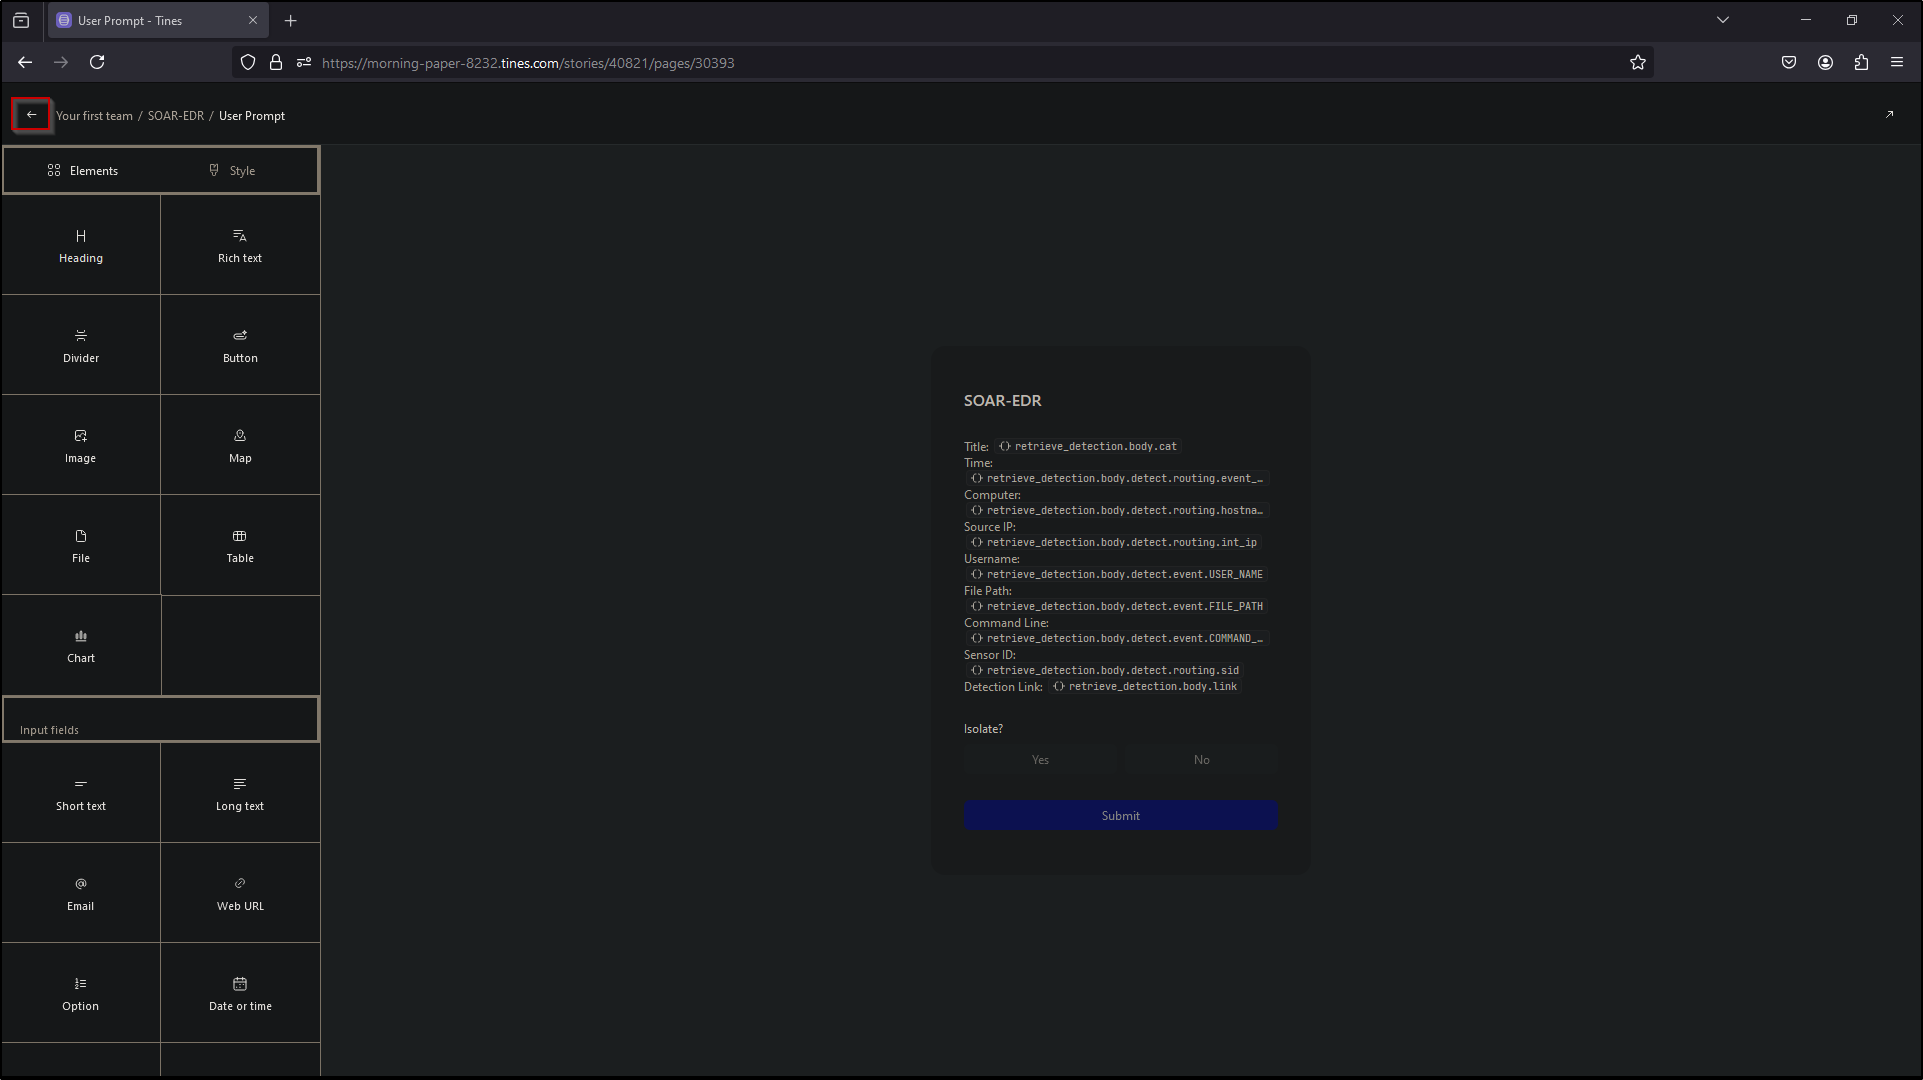 User Prompt - Tines
https://morning-paper-8232.tines.com/stories/40821/pages/30393
Your first team / SOAR-EDR / User Prompt
Elements
Style
Heading
Rich text
Divider
Button
Image
Map
File
Table
Chart
Input fields
Short text
Long text
Email
Web URL
Option
Date or time
SOAR-EDR
Title: {} retrieve_detection.body.cat
Time:
{} retrieve_detection.body.detect.routing.event_…
Computer:
{} retrieve_detection.body.detect.routing.hostna…
Source IP:
{} retrieve_detection.body.detect.routing.int_ip
Username:
{} retrieve_detection.body.detect.event.USER_NAME
File Path:
{} retrieve_detection.body.detect.event.FILE_PATH
Command Line:
{} retrieve_detection.body.detect.event.COMMAND_…
Sensor ID:
{} retrieve_detection.body.detect.routing.sid
Detection Link: {} retrieve_detection.body.link
Isolate?
Yes
No
Submit